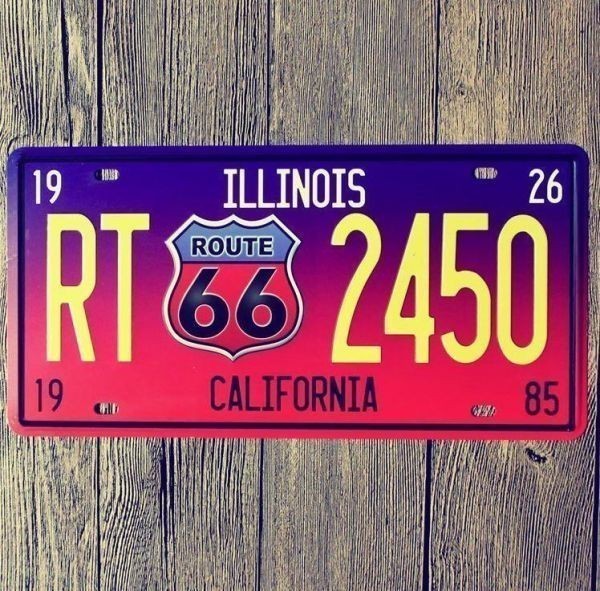 19 ILLINOIS 26
RT ROUTE 66 2450
19 CALIFORNIA 85